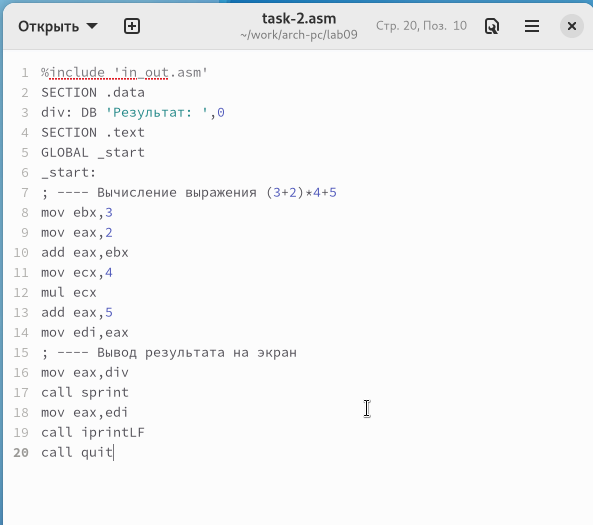 Открыть
task-2.asm
~/work/arch-pc/lab09
Стр. 20, Поз. 10
1 %include 'in_out.asm'
2 SECTION .data
3 div: DB 'Результат: ',0
4 SECTION .text
5 GLOBAL _start
6 _start:
7 ; ---- Вычисление выражения (3+2)*4+5
8 mov ebx,3
9 mov eax,2
10 add eax,ebx
11 mov ecx,4
12 mul ecx
13 add eax,5
14 mov edi,eax
15 ; ---- Вывод результата на экран
16 mov eax,div
17 call sprint
18 mov eax,edi
19 call iprintLF
20 call quit